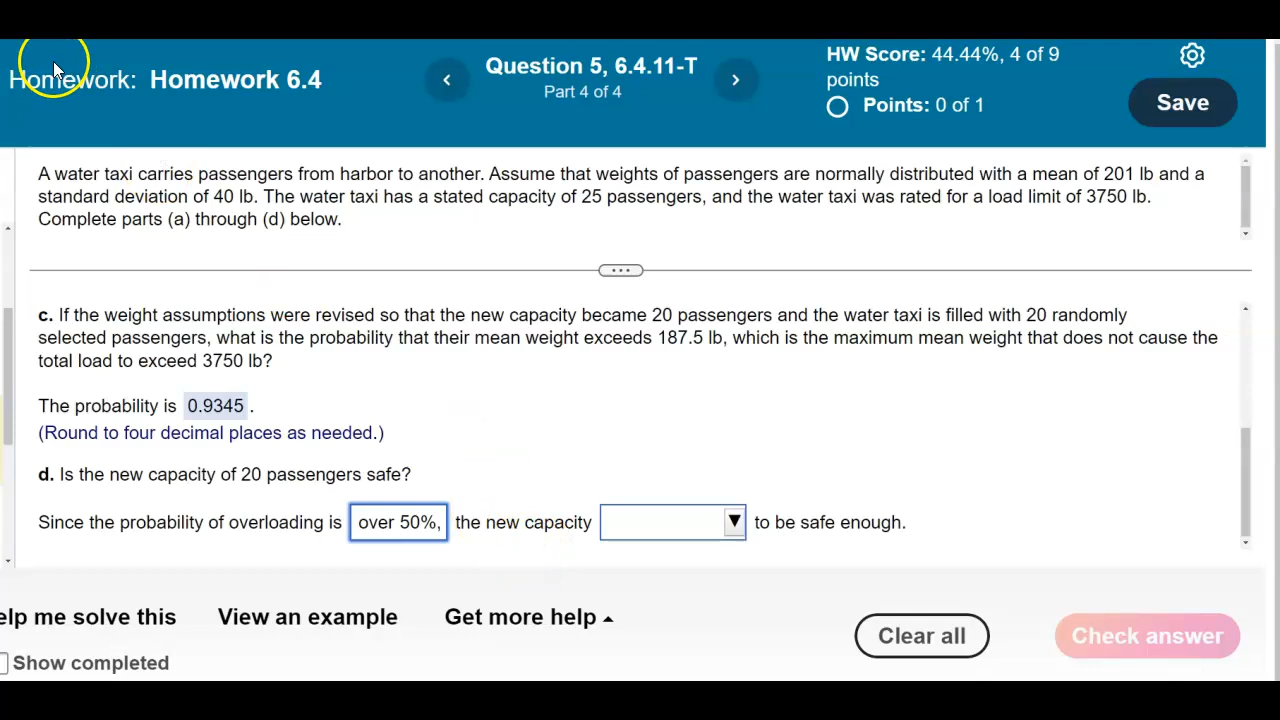 Homework: Homework 6.4
Question 5, 6.4.11-T
Part 4 of 4
HW Score: 44.44%, 4 of 9
points
Points: 0 of 1
Save
A water taxi carries passengers from harbor to another. Assume that weights of passengers are normally distributed with a mean of 201 lb and a
standard deviation of 40 lb. The water taxi has a stated capacity of 25 passengers, and the water taxi was rated for a load limit of 3750 lb.
Complete parts (a) through (d) below.
c. If the weight assumptions were revised so that the new capacity became 20 passengers and the water taxi is filled with 20 randomly
selected passengers, what is the probability that their mean weight exceeds 187.5 lb, which is the maximum mean weight that does not cause the
total load to exceed 3750 lb?
The probability is 0.9345 .
(Round to four decimal places as needed.)
d. Is the new capacity of 20 passengers safe?
Since the probability of overloading is over 50%, the new capacity to be safe enough.
elp me solve this View an example Get more help
Clear all
Check answer
Show completed